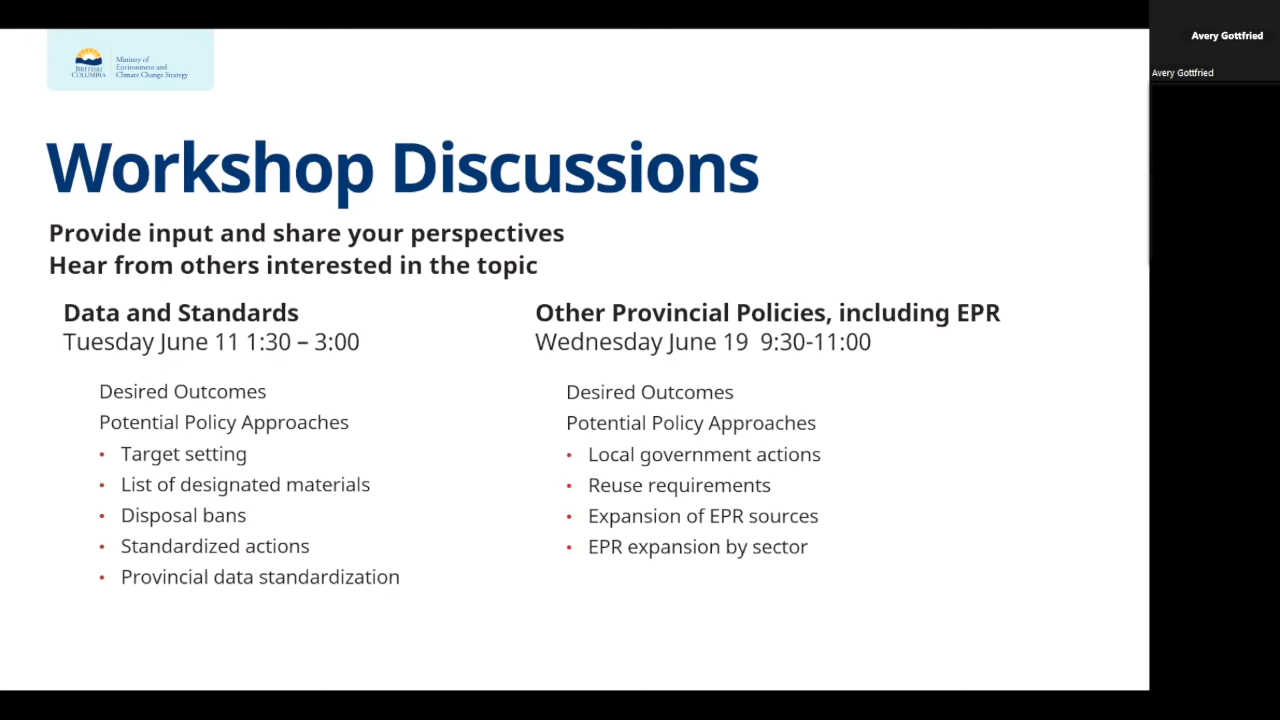 Avery Gottfried
Avery Gottfried
BRITISH
COLUMBIA
Ministry of
Environment and
Climate Change Strategy
Workshop Discussions
Provide input and share your perspectives
Hear from others interested in the topic
Data and Standards
Tuesday June 11 1:30 – 3:00
Desired Outcomes
Potential Policy Approaches
• Target setting
• List of designated materials
• Disposal bans
• Standardized actions
• Provincial data standardization
Other Provincial Policies, including EPR
Wednesday June 19  9:30-11:00
Desired Outcomes
Potential Policy Approaches
• Local government actions
• Reuse requirements
• Expansion of EPR sources
• EPR expansion by sector